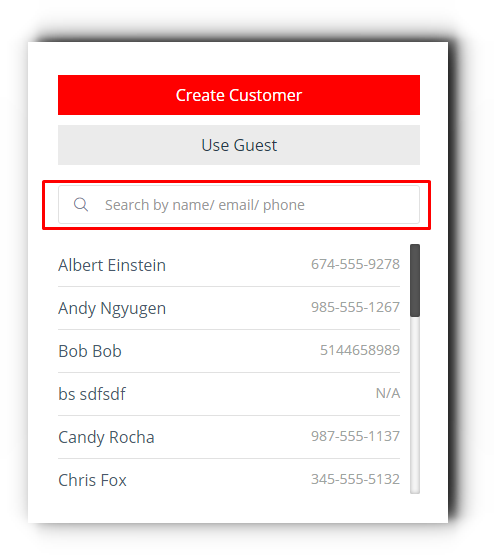 Create Customer
Use Guest
Search by name/ email/ phone
Albert Einstein 674-555-9278
Andy Ngyugen 985-555-1267
Bob Bob 5144658989
bs sdfsdf N/A
Candy Rocha 987-555-1137
Chris Fox 345-555-5132